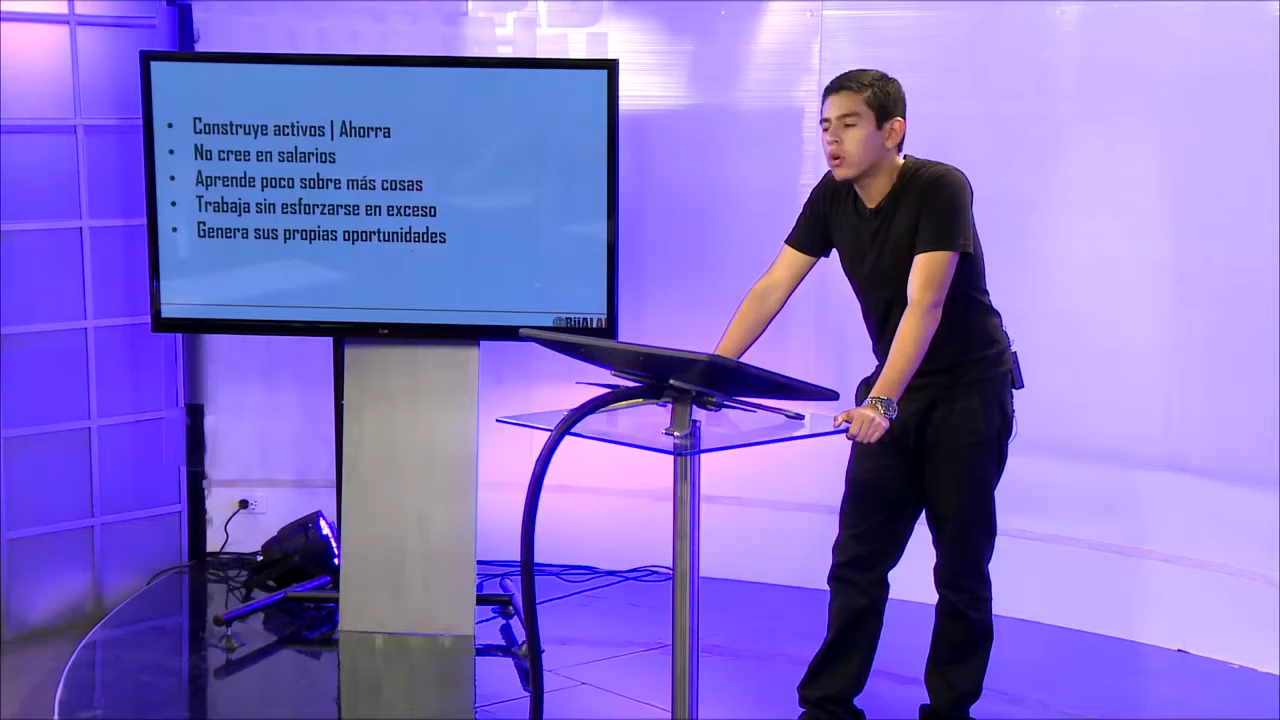 • Construye activos | Ahorra
• No cree en salarios
• Aprende poco sobre más cosas
• Trabaja sin esforzarse en exceso
• Genera sus propias oportunidades